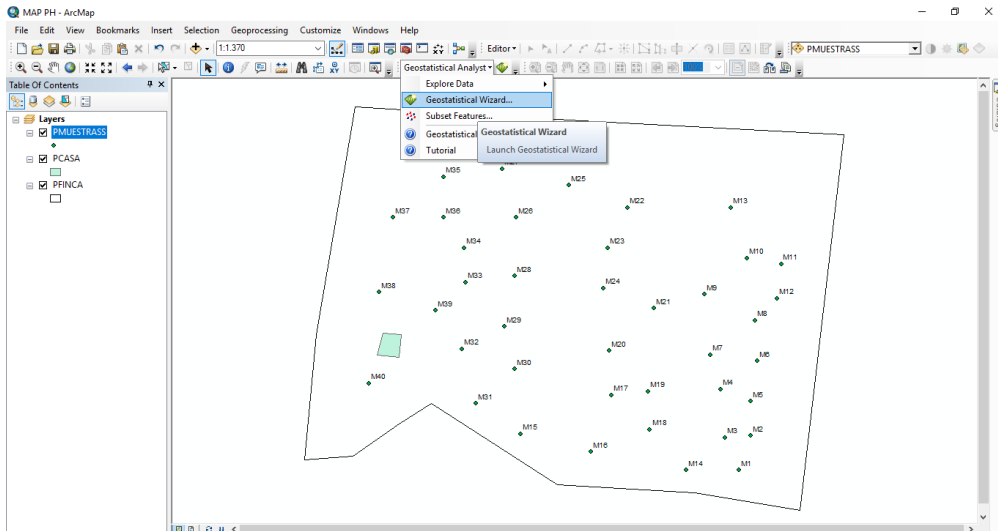 MAP PH - ArcMap
File Edit View Bookmarks Insert Selection Geoprocessing Customize Windows Help
1:1.370 Editor PMUESTRASS
Geostatistical Analyst
Table Of Contents
Explore Data
Layers
Geostatistical Wizard...
PMUESTRASS
Subset Features...
Geostatistical
Geostatistical Wizard
PCASA
Tutorial
Launch Geostatistical Wizard
PFINCA
M35
M25
M22 M13
M37 M36 M26
M34 M23
M10
M11
M28
M33
M24
M38 M9
M12
M39 M21
M8
M29
M32 M20
M7
M6
M30
M40
M4
M17 M19
M5
M31
M18
M15 M3 M2
M16
M14 M1